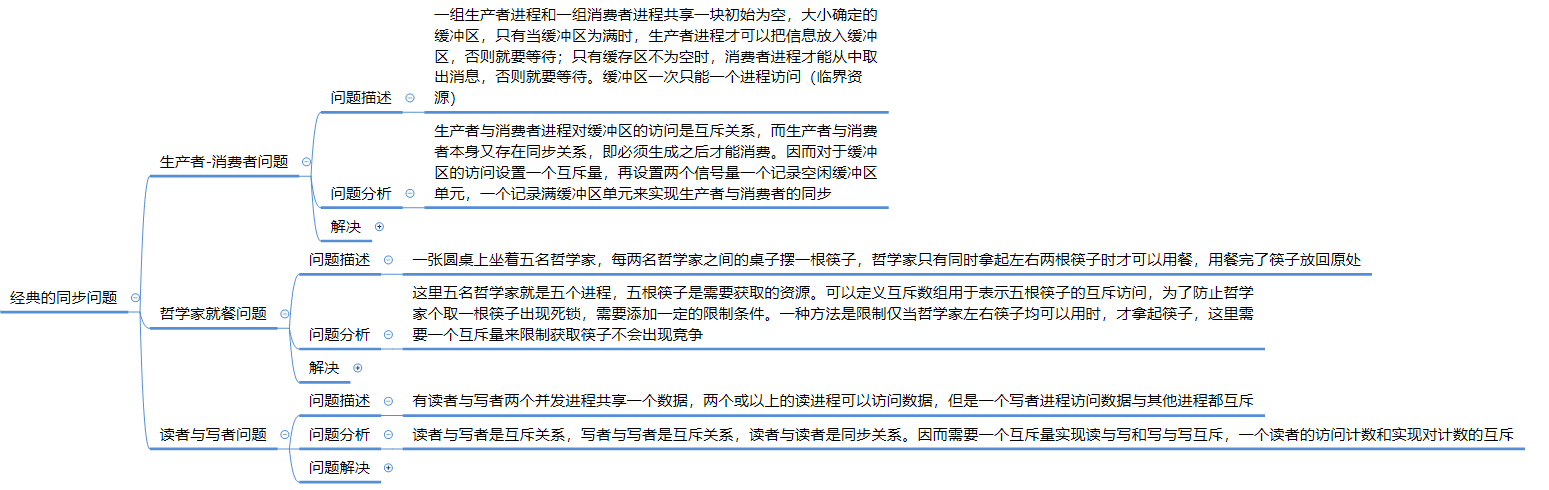 经典的同步问题
生产者-消费者问题
问题描述
一组生产者进程和一组消费者进程共享一块初始为空，大小确定的
缓冲区，只有当缓冲区为满时，生产者进程才可以把信息放入缓冲
区，否则就要等待；只有缓存区不为空时，消费者进程才能从中取
出消息，否则就要等待。缓冲区一次只能一个进程访问（临界资
源）
问题分析
生产者与消费者进程对缓冲区的访问是互斥关系，而生产者与消费
者本身又存在同步关系，即必须生成之后才能消费。因而对于缓冲
区的访问设置一个互斥量，再设置两个信号量一个记录空闲缓冲区
单元，一个记录满缓冲区单元来实现生产者与消费者的同步
解决
哲学家就餐问题
问题描述
一张圆桌上坐着五名哲学家，每两名哲学家之间的桌子摆一根筷子，哲学家只有同时拿起左右两根筷子时才可以用餐，用餐完了筷子放回原处
问题分析
这里五名哲学家就是五个进程，五根筷子是需要获取的资源。可以定义互斥数组用于表示五根筷子的互斥访问，为了防止哲学
家个取一根筷子出现死锁，需要添加一定的限制条件。一种方法是限制仅当哲学家左右筷子均可以用时，才拿起筷子，这里需
要一个互斥量来限制获取筷子不会出现竞争
解决
读者与写者问题
问题描述
有读者与写者两个并发进程共享一个数据，两个或以上的读进程可以访问数据，但是一个写者进程访问数据与其他进程都互斥
问题分析
读者与写者是互斥关系，写者与写者是互斥关系，读者与读者是同步关系。因而需要一个互斥量实现读与写和写与写互斥，一个读者的访问计数和实现对计数的互斥
问题解决